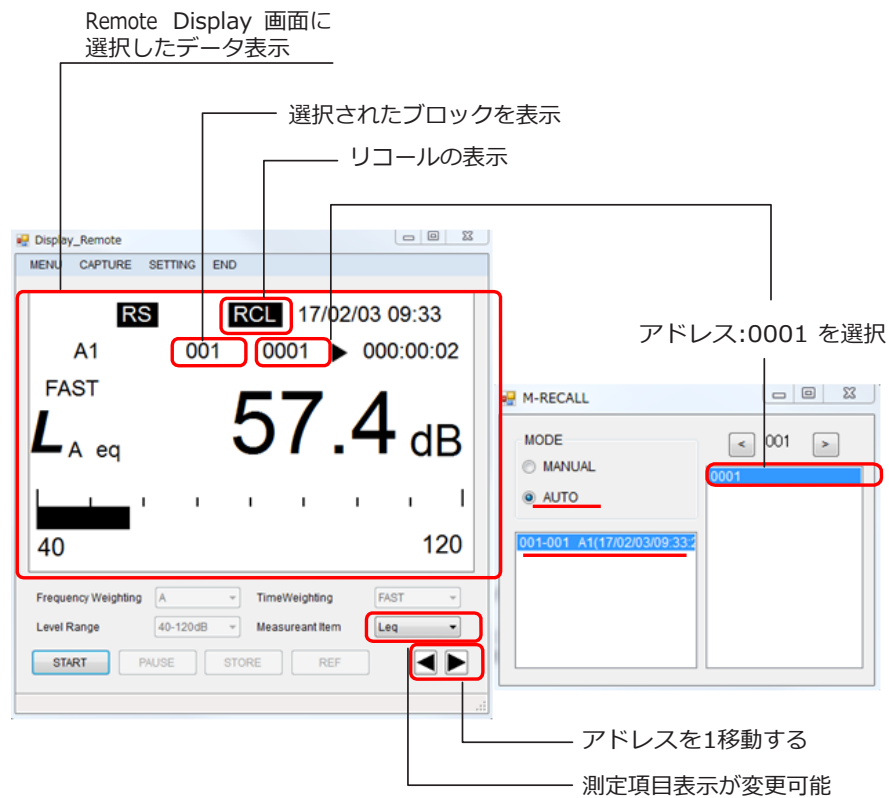 Remote Display 画面に
選択したデータ表示
選択されたブロックを表示
リコールの表示
Display_Remote
MENU CAPTURE SETTING END
RS RCL 17/02/03 09:33
A1 001 0001 ▶ 000:00:02
FAST
LA eq 57.4 dB
40 120
Frequency Weighting A TimeWeighting FAST
Level Range 40-120dB Measureant Item Leq
START PAUSE STORE REF ◀ ▶
アドレス:0001 を選択
M-RECALL
MODE
MANUAL
AUTO
< 001 >
0001
001-001 A1(17/02/03/09:33:2
アドレスを1移動する
測定項目表示が変更可能